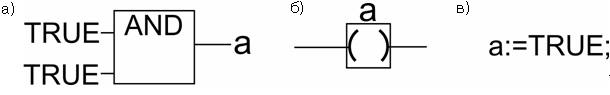 а)
TRUE
TRUE
AND
a
б)
a
( )
в)
a:=TRUE;